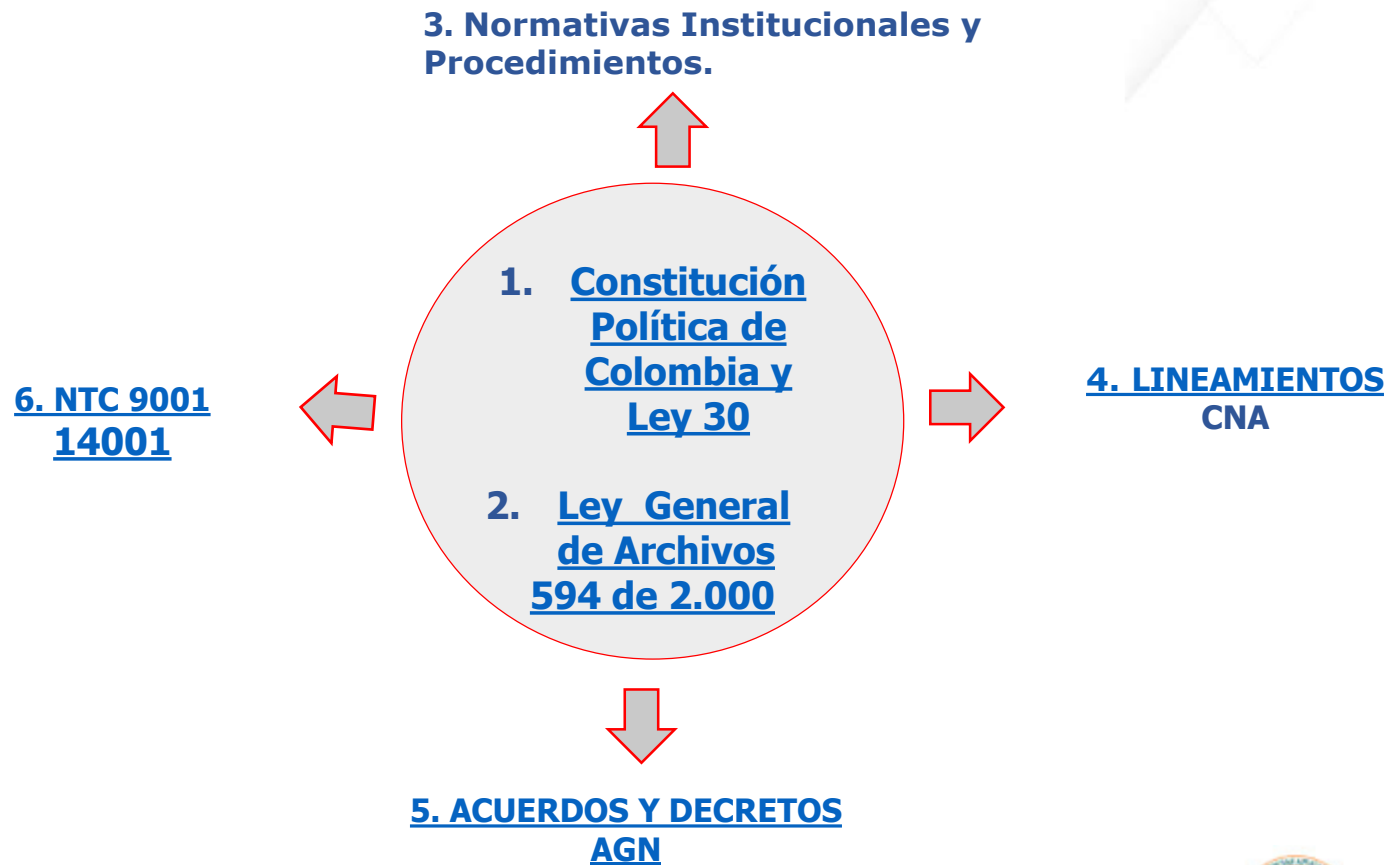 3. Normativas Institucionales y
Procedimientos.
1. Constitución
Política de
Colombia y
Ley 30
2. Ley General
de Archivos
594 de 2.000
6. NTC 9001
14001
4. LINEAMIENTOS
CNA
5. ACUERDOS Y DECRETOS
AGN